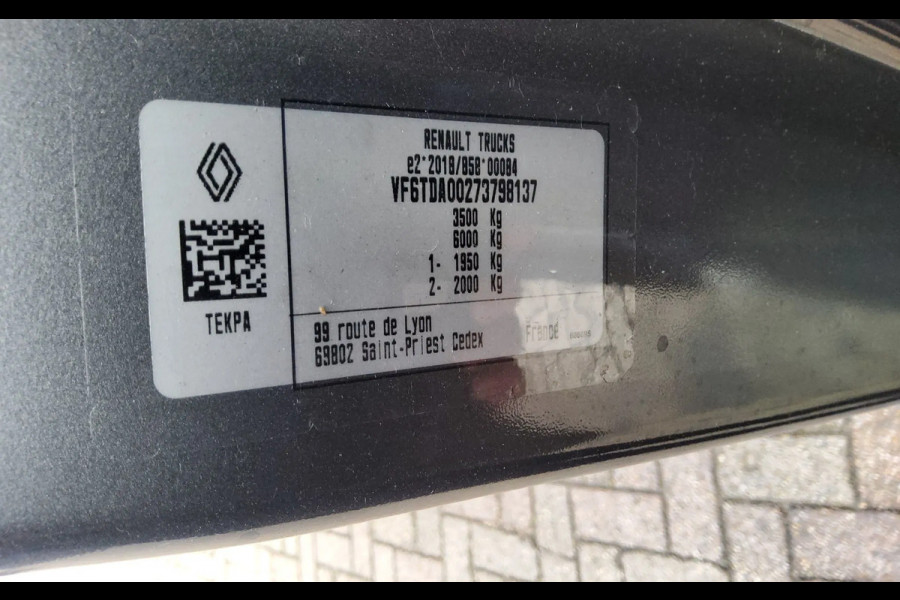 RENAULT TRUCKS
e2*2018/858*00084
VF6TDA00273798137
3500 Kg
6000 Kg
1- 1950 Kg
2- 2000 Kg
TEKPA
99 route de Lyon
69802 Saint-Priest Cedex
France